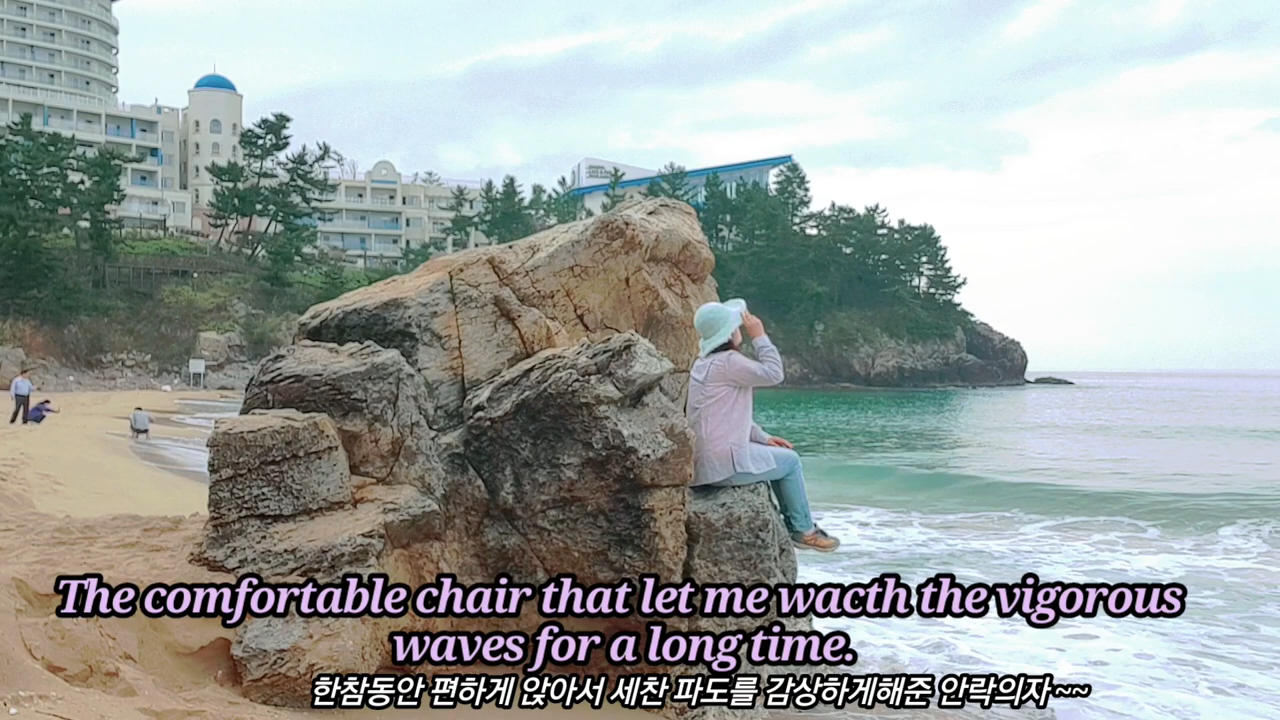 The comfortable chair that let me wacth the vigorous
waves for a long time.
한참동안 편하게 앉아서 세찬 파도를 감상하게해준 안락의자~~